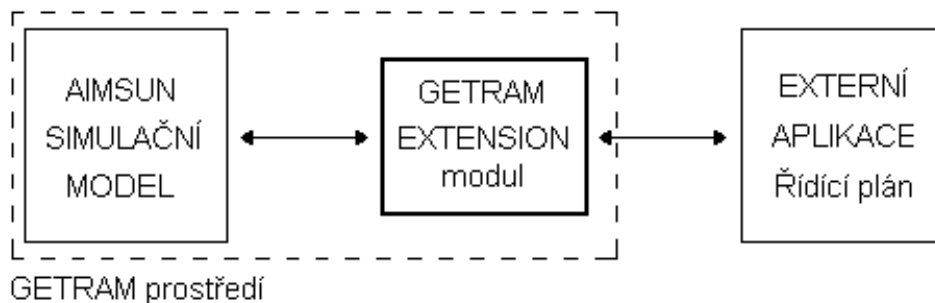 AIMSUN
SIMULAČNÍ
MODEL
GETRAM
EXTENSION
modul
EXTERNÍ
APLIKACE
Řídící plán
GETRAM prostředí